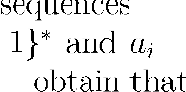 sequences
1}* and u_i
obtain that